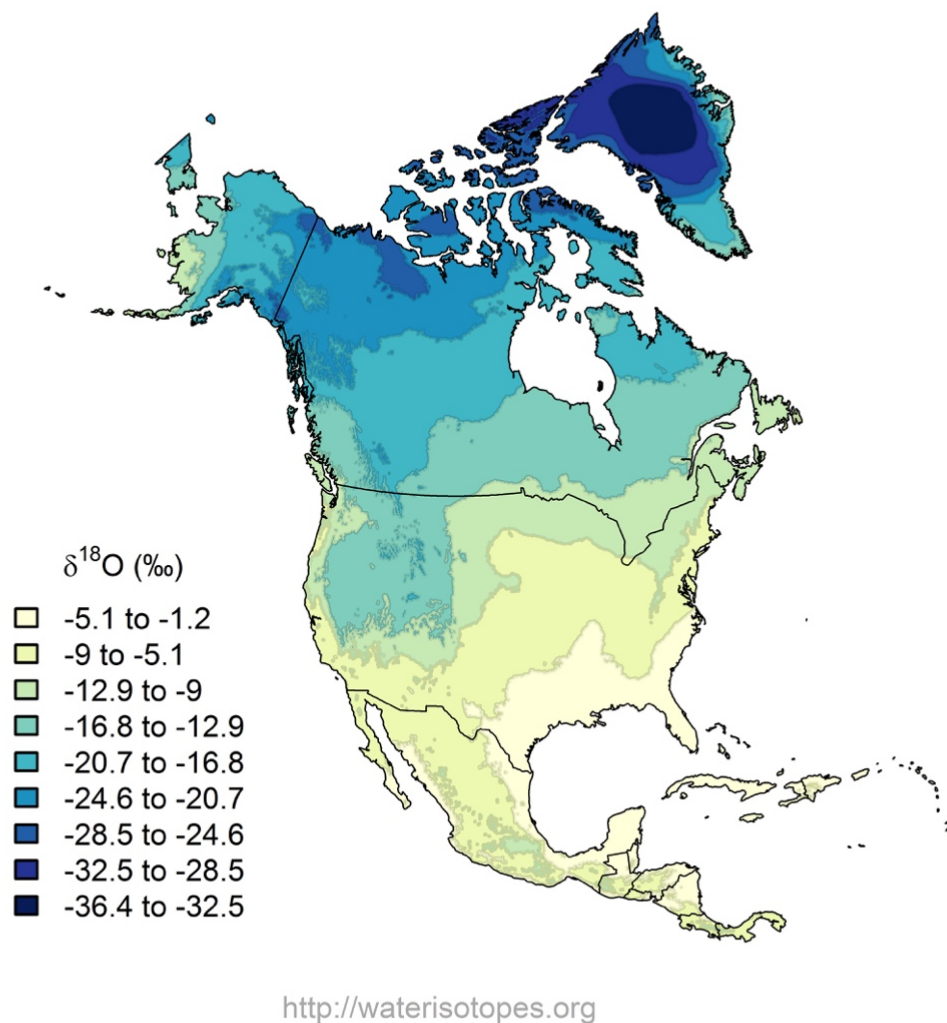 δ¹⁸O (‰)
-5.1 to -1.2
-9 to -5.1
-12.9 to -9
-16.8 to -12.9
-20.7 to -16.8
-24.6 to -20.7
-28.5 to -24.6
-32.5 to -28.5
-36.4 to -32.5
http://waterisotopes.org